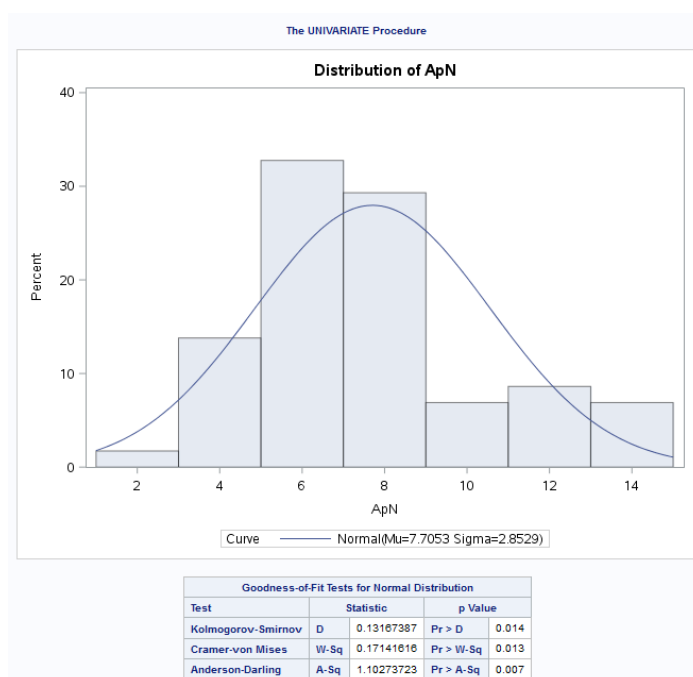 The UNIVARIATE Procedure
Distribution of ApN
40
30
20
10
0
Percent
2 4 6 8 10 12 14
ApN
Curve Normal(Mu=7.7053 Sigma=2.8529)
Goodness-of-Fit Tests for Normal Distribution
Test Statistic p Value
Kolmogorov-Smirnov D 0.13167387 Pr > D 0.014
Cramer-von Mises W-Sq 0.17141616 Pr > W-Sq 0.013
Anderson-Darling A-Sq 1.10273723 Pr > A-Sq 0.007